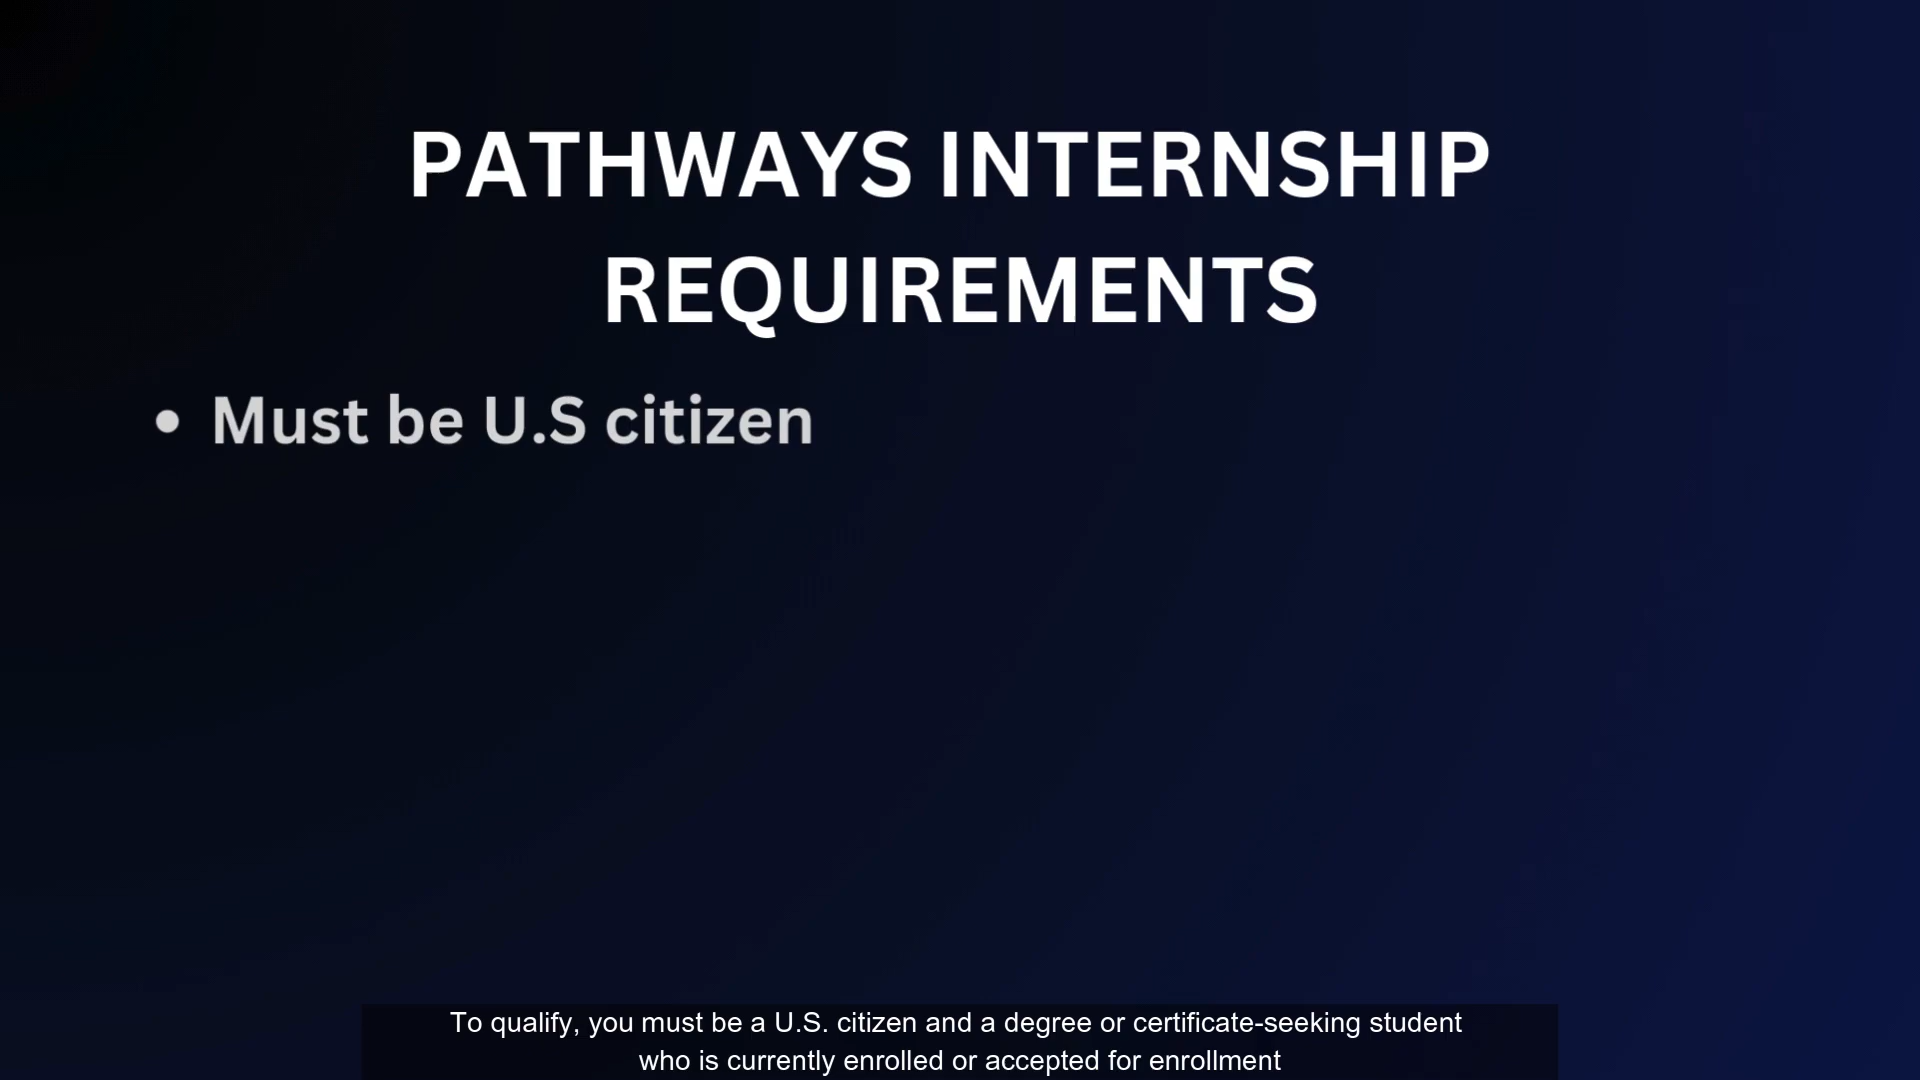 PATHWAYS INTERNSHIP
REQUIREMENTS
• Must be U.S citizen
To qualify, you must be a U.S. citizen and a degree or certificate-seeking student
who is currently enrolled or accepted for enrollment